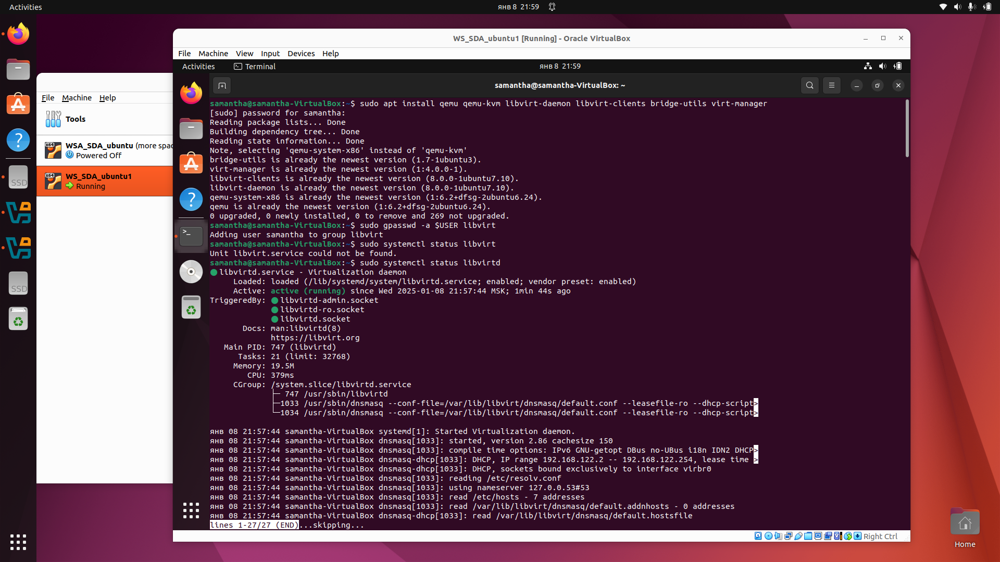 Activities
янв 8 21:59
WS_SDA_ubuntu1 [Running] - Oracle VirtualBox
File Machine View Input Devices Help
Activities
Terminal
янв 8 21:59
samantha@samantha-VirtualBox: ~
File Machine Help
Tools
WSA_SDA_ubuntu (more spac
Powered Off
WS_SDA_ubuntu1
Running
SSD
SSD
samantha@samantha-VirtualBox:~$ sudo apt install qemu qemu-kvm libvirt-daemon libvirt-clients bridge-utils virt-manager
[sudo] password for samantha:
Reading package lists... Done
Building dependency tree... Done
Reading state information... Done
Note, selecting 'qemu-system-x86' instead of 'qemu-kvm'
bridge-utils is already the newest version (1.7-1ubuntu3).
virt-manager is already the newest version (1:4.0.0-1).
libvirt-clients is already the newest version (8.0.0-1ubuntu7.10).
libvirt-daemon is already the newest version (8.0.0-1ubuntu7.10).
qemu-system-x86 is already the newest version (1:6.2+dfsg-2ubuntu6.24).
qemu is already the newest version (1:6.2+dfsg-2ubuntu6.24).
0 upgraded, 0 newly installed, 0 to remove and 269 not upgraded.
samantha@samantha-VirtualBox:~$ sudo gpasswd -a $USER libvirt
Adding user samantha to group libvirt
samantha@samantha-VirtualBox:~$ sudo systemctl status libvirt
Unit libvirt.service could not be found.
samantha@samantha-VirtualBox:~$ sudo systemctl status libvirtd
● libvirtd.service - Virtualization daemon
Loaded: loaded (/lib/systemd/system/libvirtd.service; enabled; vendor preset: enabled)
Active: active (running) since Wed 2025-01-08 21:57:44 MSK; 1min 44s ago
TriggeredBy: ● libvirtd-admin.socket
● libvirtd-ro.socket
● libvirtd.socket
Docs: man:libvirtd(8)
https://libvirt.org
Main PID: 747 (libvirtd)
Tasks: 21 (limit: 32768)
Memory: 19.5M
CPU: 379ms
CGroup: /system.slice/libvirtd.service
├─ 747 /usr/sbin/libvirtd
├─1033 /usr/sbin/dnsmasq --conf-file=/var/lib/libvirt/dnsmasq/default.conf --leasefile-ro --dhcp-script>
└─1034 /usr/sbin/dnsmasq --conf-file=/var/lib/libvirt/dnsmasq/default.conf --leasefile-ro --dhcp-script>
янв 08 21:57:44 samantha-VirtualBox systemd[1]: Started Virtualization daemon.
янв 08 21:57:44 samantha-VirtualBox dnsmasq[1033]: started, version 2.86 cachesize 150
янв 08 21:57:44 samantha-VirtualBox dnsmasq[1033]: compile time options: IPv6 GNU-getopt DBus no-UBus i18n IDN2 DHCP>
янв 08 21:57:44 samantha-VirtualBox dnsmasq-dhcp[1033]: DHCP, IP range 192.168.122.2 -- 192.168.122.254, lease time >
янв 08 21:57:44 samantha-VirtualBox dnsmasq-dhcp[1033]: DHCP, sockets bound exclusively to interface virbr0
янв 08 21:57:44 samantha-VirtualBox dnsmasq[1033]: reading /etc/resolv.conf
янв 08 21:57:44 samantha-VirtualBox dnsmasq[1033]: using nameserver 127.0.0.53#53
янв 08 21:57:44 samantha-VirtualBox dnsmasq[1033]: read /etc/hosts - 7 addresses
янв 08 21:57:44 samantha-VirtualBox dnsmasq[1033]: read /var/lib/libvirt/dnsmasq/default.addnhosts - 0 addresses
янв 08 21:57:44 samantha-VirtualBox dnsmasq-dhcp[1033]: read /var/lib/libvirt/dnsmasq/default.hostsfile
lines 1-27/27 (END)...skipping...
Right Ctrl
Home